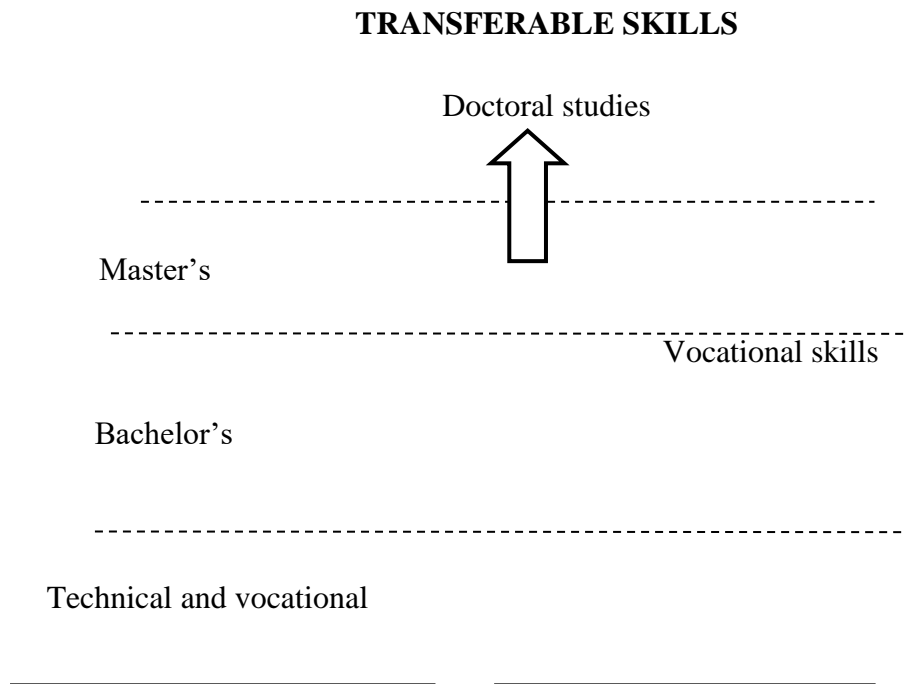 TRANSFERABLE SKILLS
Doctoral studies
Master’s
Vocational skills
Bachelor’s
Technical and vocational